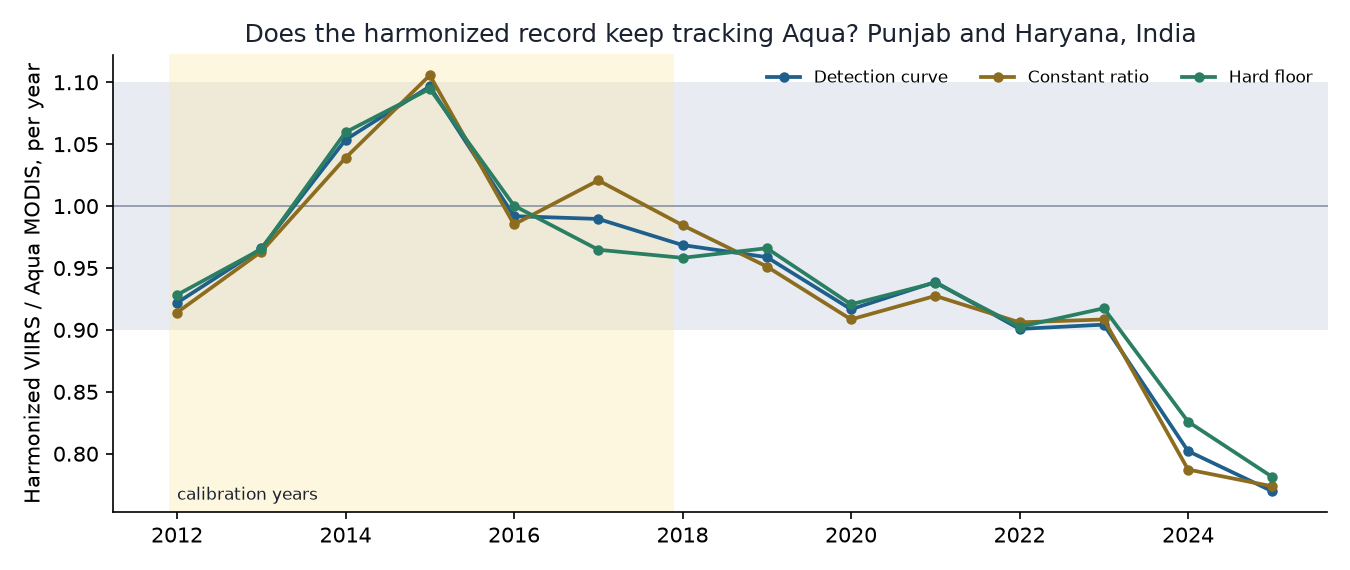 Does the harmonized record keep tracking Aqua? Punjab and Haryana, India
Harmonized VIIRS / Aqua MODIS, per year
Detection curve
Constant ratio
Hard floor
1.10
1.05
1.00
0.95
0.90
0.85
0.80
calibration years
2012
2014
2016
2018
2020
2022
2024